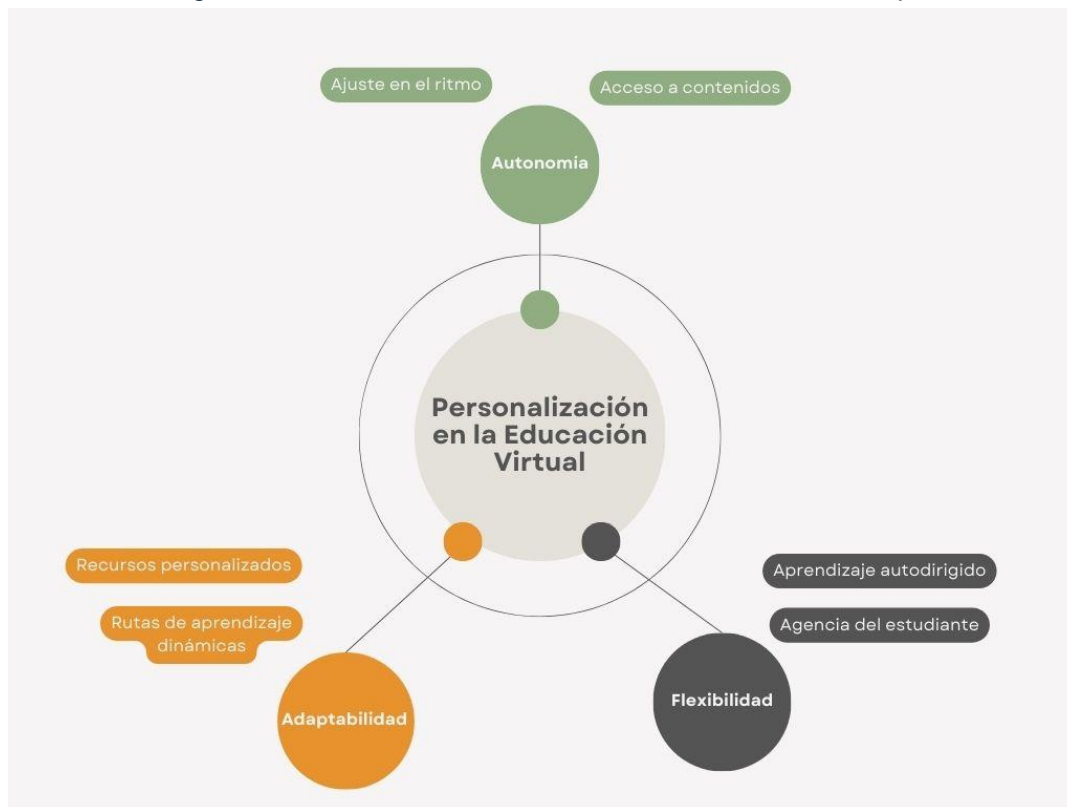 Ajuste en el ritmo
Acceso a contenidos
Autonomia
Personalización
en la Educación
Virtual
Recursos personalizados
Rutas de aprendizaje
dinámicas
Adaptabilidad
Aprendizaje autodirigido
Agencia del estudiante
Flexibilidad